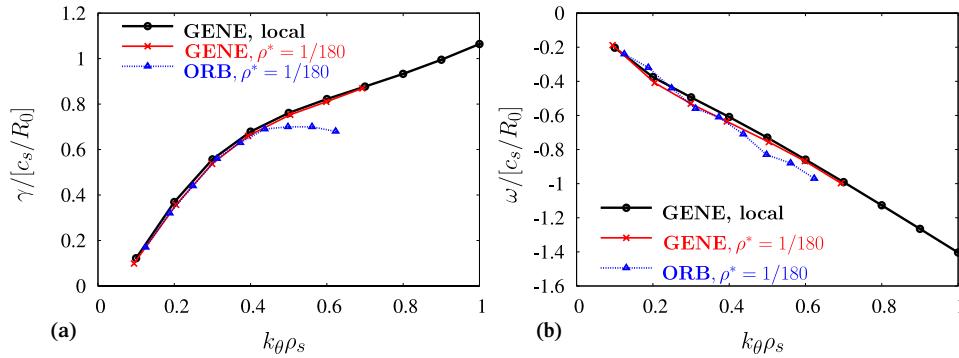 1.2
1
0.8
0.6
0.4
0.2
0
γ/[c_s/R_0]
GENE, local
GENE, ρ* = 1/180
ORB, ρ* = 1/180
0 0.2 0.4 0.6 0.8 1
(a)
k_θρ_s
0
-0.2
-0.4
-0.6
-0.8
-1
-1.2
-1.4
-1.6
ω/[c_s/R_0]
GENE, local
GENE, ρ* = 1/180
ORB, ρ* = 1/180
0 0.2 0.4 0.6 0.8 1
(b)
k_θρ_s